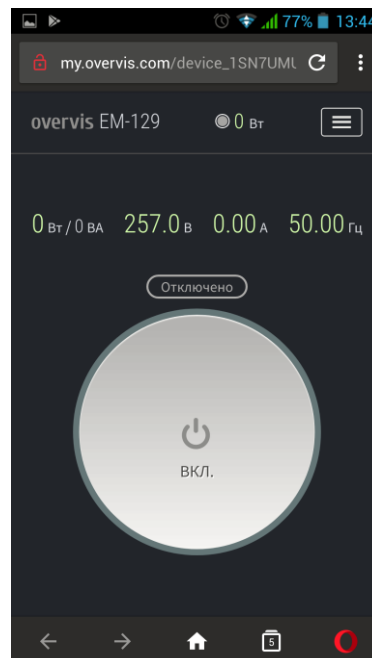 77% 13:44
my.overvis.com/device_1SN7UMU
overvis EM-129 0 Вт
0 Вт / 0 ВА 257.0 В 0.00 А 50.00 Гц
Отключено
ВКЛ.
5